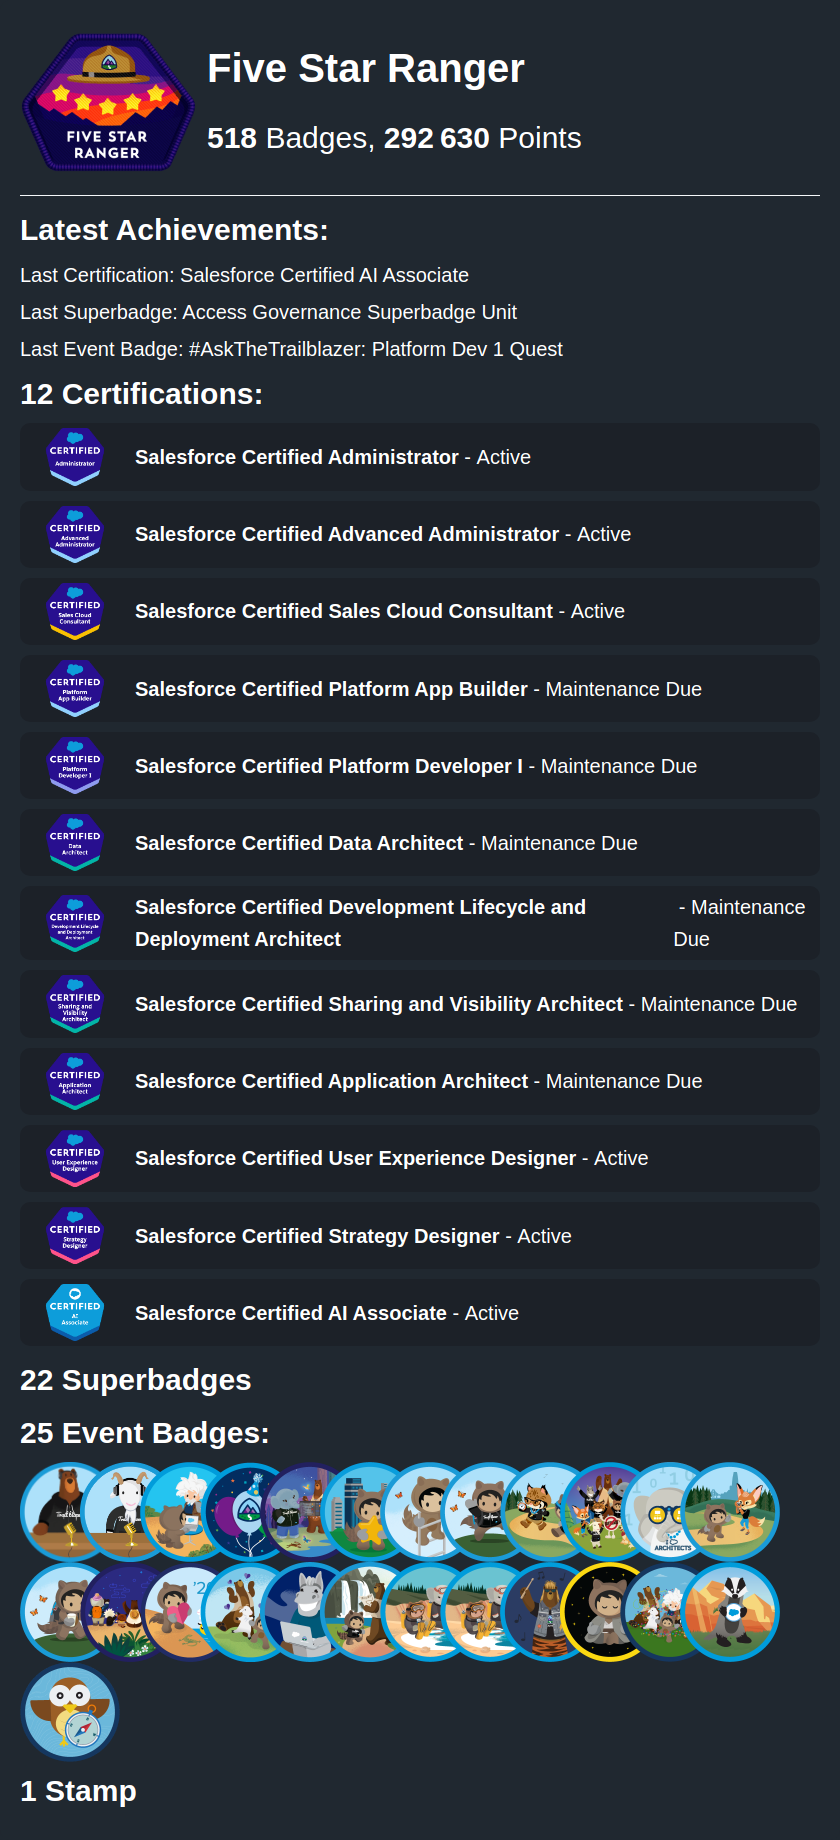 FIVE STAR
RANGER
Five Star Ranger
518 Badges, 292 630 Points
Latest Achievements:
Last Certification: Salesforce Certified AI Associate
Last Superbadge: Access Governance Superbadge Unit
Last Event Badge: #AskTheTrailblazer: Platform Dev 1 Quest
12 Certifications:
CERTIFIED
Administrator
Salesforce Certified Administrator - Active
CERTIFIED
Advanced
Administrator
Salesforce Certified Advanced Administrator - Active
CERTIFIED
Sales Cloud
Consultant
Salesforce Certified Sales Cloud Consultant - Active
CERTIFIED
Platform
App Builder
Salesforce Certified Platform App Builder - Maintenance Due
CERTIFIED
Platform
Developer I
Salesforce Certified Platform Developer I - Maintenance Due
CERTIFIED
Data
Architect
Salesforce Certified Data Architect - Maintenance Due
CERTIFIED
Development Lifecycle
and Deployment
Architect
Salesforce Certified Development Lifecycle and - Maintenance
Deployment Architect Due
CERTIFIED
Sharing and
Visibility
Architect
Salesforce Certified Sharing and Visibility Architect - Maintenance Due
CERTIFIED
Application
Architect
Salesforce Certified Application Architect - Maintenance Due
CERTIFIED
User Experience
Designer
Salesforce Certified User Experience Designer - Active
CERTIFIED
Strategy
Designer
Salesforce Certified Strategy Designer - Active
CERTIFIED
AI
Associate
Salesforce Certified AI Associate - Active
22 Superbadges
25 Event Badges:
ARCHITECTS
1 Stamp